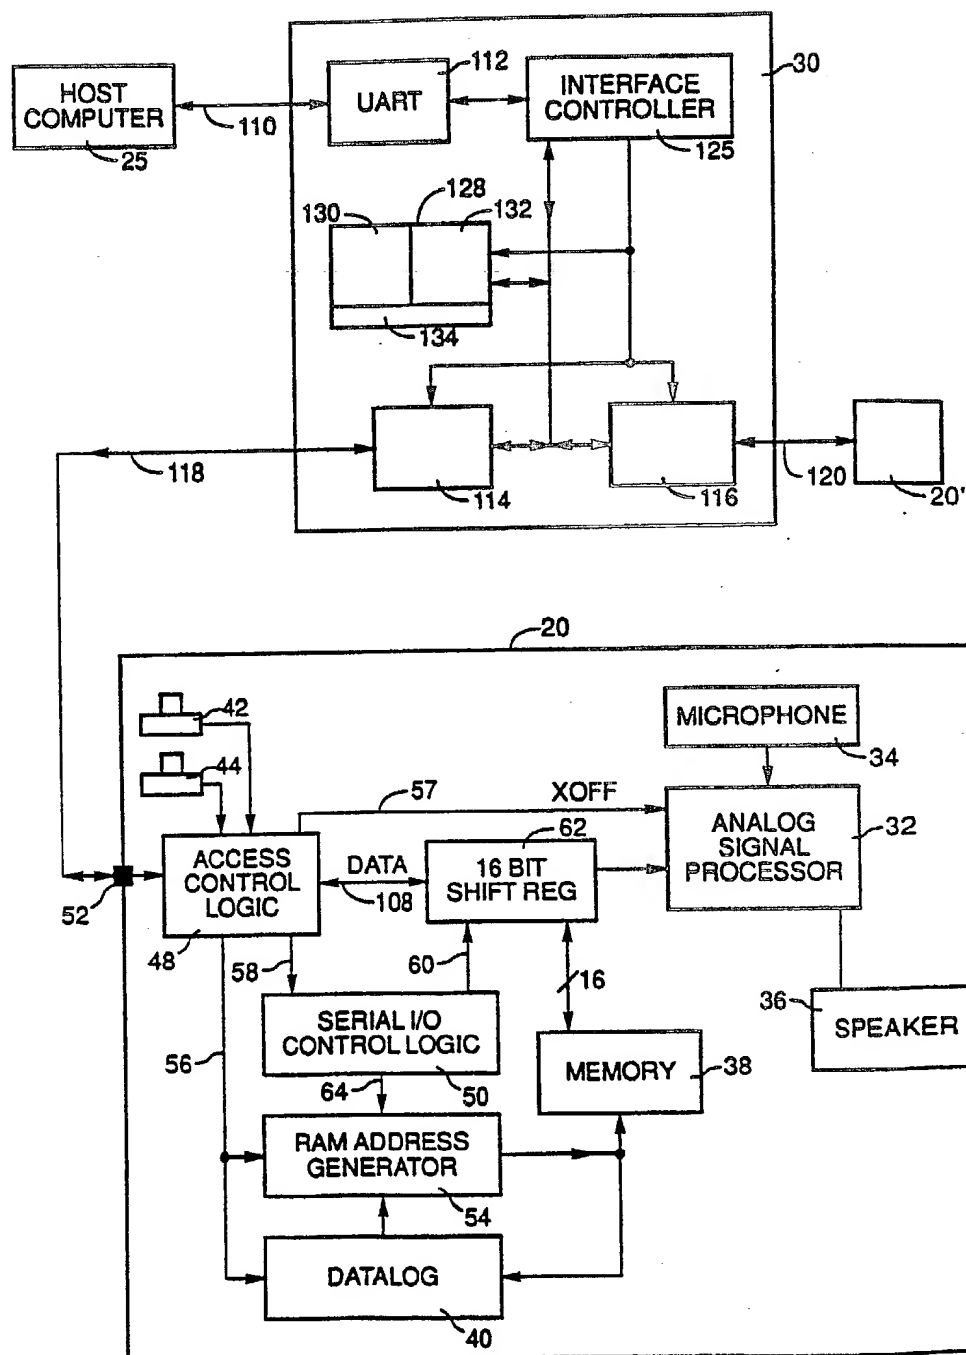 HOST
COMPUTER
25
110
112
UART
INTERFACE
CONTROLLER
125
30
130
128
132
134
118
114
116
120
20'
20
42
44
MICROPHONE
34
57
XOFF
62
ANALOG
SIGNAL
PROCESSOR
32
ACCESS
CONTROL
LOGIC
DATA
108
16 BIT
SHIFT REG
52
48
58
60
16
36
SPEAKER
SERIAL I/O
CONTROL LOGIC
50
56
64
MEMORY
38
RAM ADDRESS
GENERATOR
54
DATALOG
40